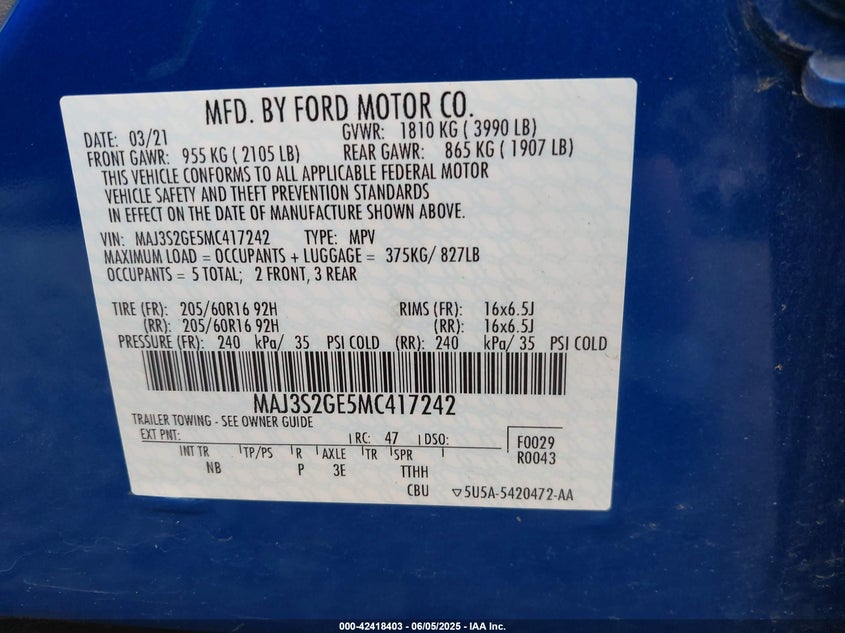 MFD. BY FORD MOTOR CO.
DATE: 03/21 GVWR: 1810 KG ( 3990 LB)
FRONT GAWR: 955 KG ( 2105 LB) REAR GAWR: 865 KG ( 1907 LB)
THIS VEHICLE CONFORMS TO ALL APPLICABLE FEDERAL MOTOR
VEHICLE SAFETY AND THEFT PREVENTION STANDARDS
IN EFFECT ON THE DATE OF MANUFACTURE SHOWN ABOVE.
VIN: MAJ3S2GE5MC417242 TYPE: MPV
MAXIMUM LOAD = OCCUPANTS + LUGGAGE = 375KG/ 827LB
OCCUPANTS = 5 TOTAL; 2 FRONT, 3 REAR
TIRE (FR): 205/60R16 92H RIMS (FR): 16x6.5J
(RR): 205/60R16 92H (RR): 16x6.5J
PRESSURE (FR): 240 kPa/ 35 PSI COLD (RR): 240 kPa/ 35 PSI COLD
MAJ3S2GE5MC417242
TRAILER TOWING - SEE OWNER GUIDE
EXT PNT: RC: 47 DSO: F0029
INT TR TP/PS R AXLE TR SPR R0043
NB P 3E TTHH
CBU ▽5U5A-5420472-AA
000-42418403 - 06/05/2025 - IAA Inc.